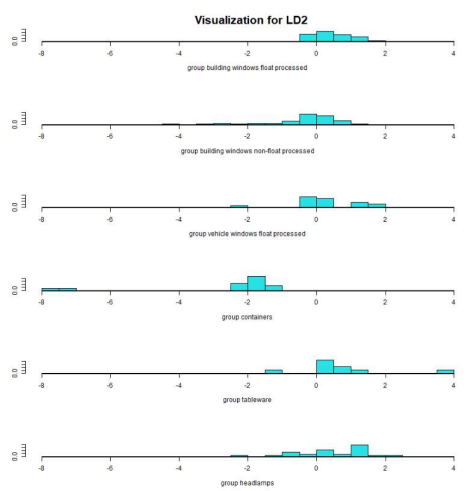 Visualization for LD2
0.0
-8 -6 -4 -2 0 2 4
group building windows float processed
0.0
-8 -6 -4 -2 0 2 4
group building windows non-float processed
0.0
-8 -6 -4 -2 0 2 4
group vehicle windows float processed
0.0
-8 -6 -4 -2 0 2 4
group containers
0.0
-8 -6 -4 -2 0 2 4
group tableware
0.0
-8 -6 -4 -2 0 2 4
group headlamps